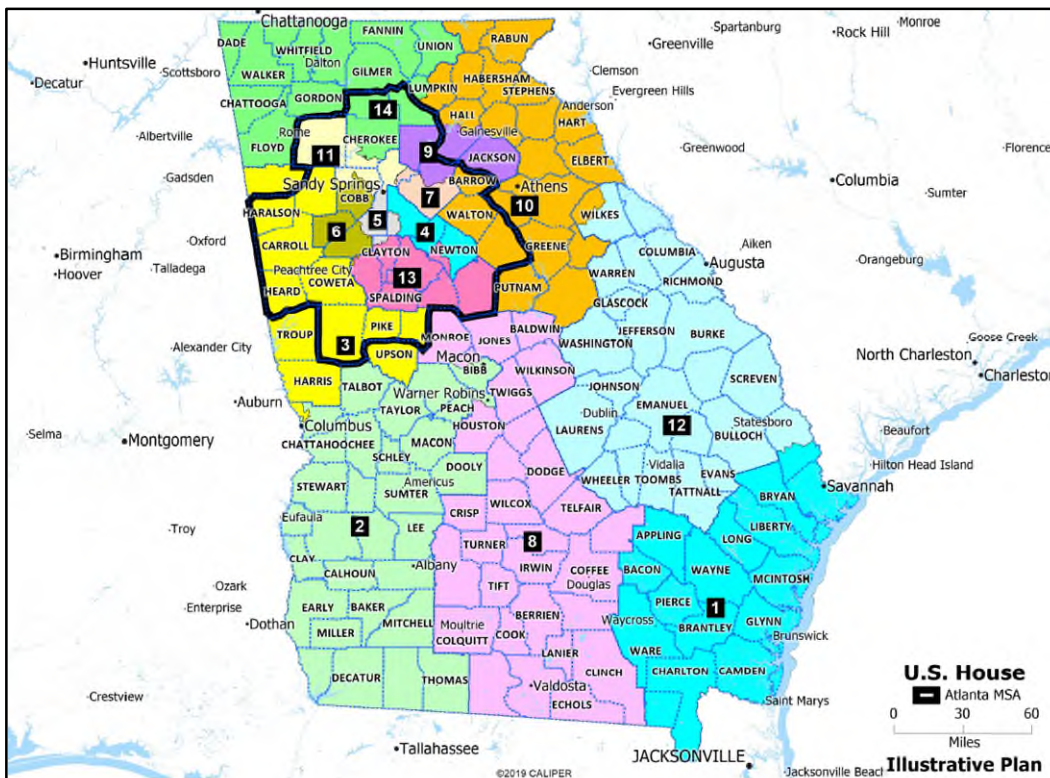 Chattanooga
Spartanburg
Rock Hill
Monroe
Huntsville
Decatur
Scottsboro
DADE
WHITFIELD
Dalton
FANNIN
UNION
RABUN
Greenville
Clemson
WALKER
GILMER
LUMPKIN
HABERSHAM
STEPHENS
Anderson
Evergreen Hills
CHATTOOGA
GORDON
14
HALL
HART
Albertville
Rome
FLOYD
CHEROKEE
Gainesville
9
JACKSON
Greenwood
Florence
11
ELBERT
Gadsden
Sandy Springs
COBB
7
BARROW
Athens
Columbia
Sumter
HARALSON
5
10
WALTON
WILKES
Birmingham
Hoover
Oxford
Talladega
6
4
CARROLL
CLAYTON
NEWTON
GREENE
COLUMBIA
Aiken
Augusta
Orangeburg
Peachtree City
COWETA
13
WARREN
RICHMOND
HEARD
SPALDING
PUTNAM
GLASCOCK
TROUP
PIKE
3
MONROE
JONES
BALDWIN
WASHINGTON
JEFFERSON
BURKE
Alexander City
Goose Creek
UPSON
Macon
BIBB
WILKINSON
North Charleston
Charleston
HARRIS
TALBOT
Warner Robins
TWIGGS
JOHNSON
SCREVEN
Auburn
TAYLOR
PEACH
EMANUEL
Columbus
HOUSTON
Dublin
LAURENS
12
Statesboro
BULLOCH
Beaufort
Selma
Montgomery
CHATTAHOOCHEE
MACON
SCHLEY
DOOLY
DODGE
Vidalia
EVANS
Hilton Head Island
STEWART
Americus
SUMTER
WHEELER
TOOMBS
TATTNALL
Savannah
BRYAN
CRISP
WILCOX
TELFAIR
Troy
Eufaula
2
LEE
TURNER
8
APPLING
LIBERTY
LONG
CLAY
CALHOUN
Albany
IRWIN
COFFEE
Douglas
BACON
WAYNE
MCINTOSH
Ozark
Enterprise
Dothan
TIFT
EARLY
BAKER
MITCHELL
BERRIEN
PIERCE
1
GLYNN
MILLER
Moultrie
COLQUITT
COOK
Waycross
BRANTLEY
Brunswick
LANIER
WARE
CLINCH
DECATUR
THOMAS
Valdosta
ECHOLS
CHARLTON
CAMDEN
Crestview
Saint Marys
Tallahassee
JACKSONVILLE
Jacksonville Beach
U.S. House
Atlanta MSA
0 30 60
Miles
Illustrative Plan
©2019 CALIPER